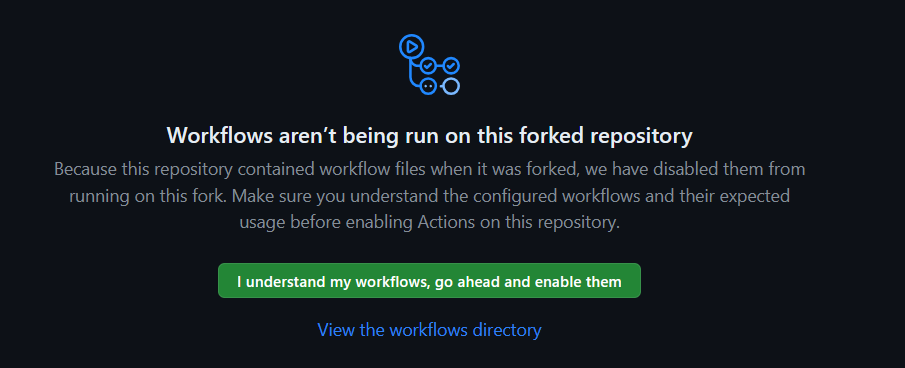 Workflows aren’t being run on this forked repository
Because this repository contained workflow files when it was forked, we have disabled them from
running on this fork. Make sure you understand the configured workflows and their expected
usage before enabling Actions on this repository.
I understand my workflows, go ahead and enable them
View the workflows directory